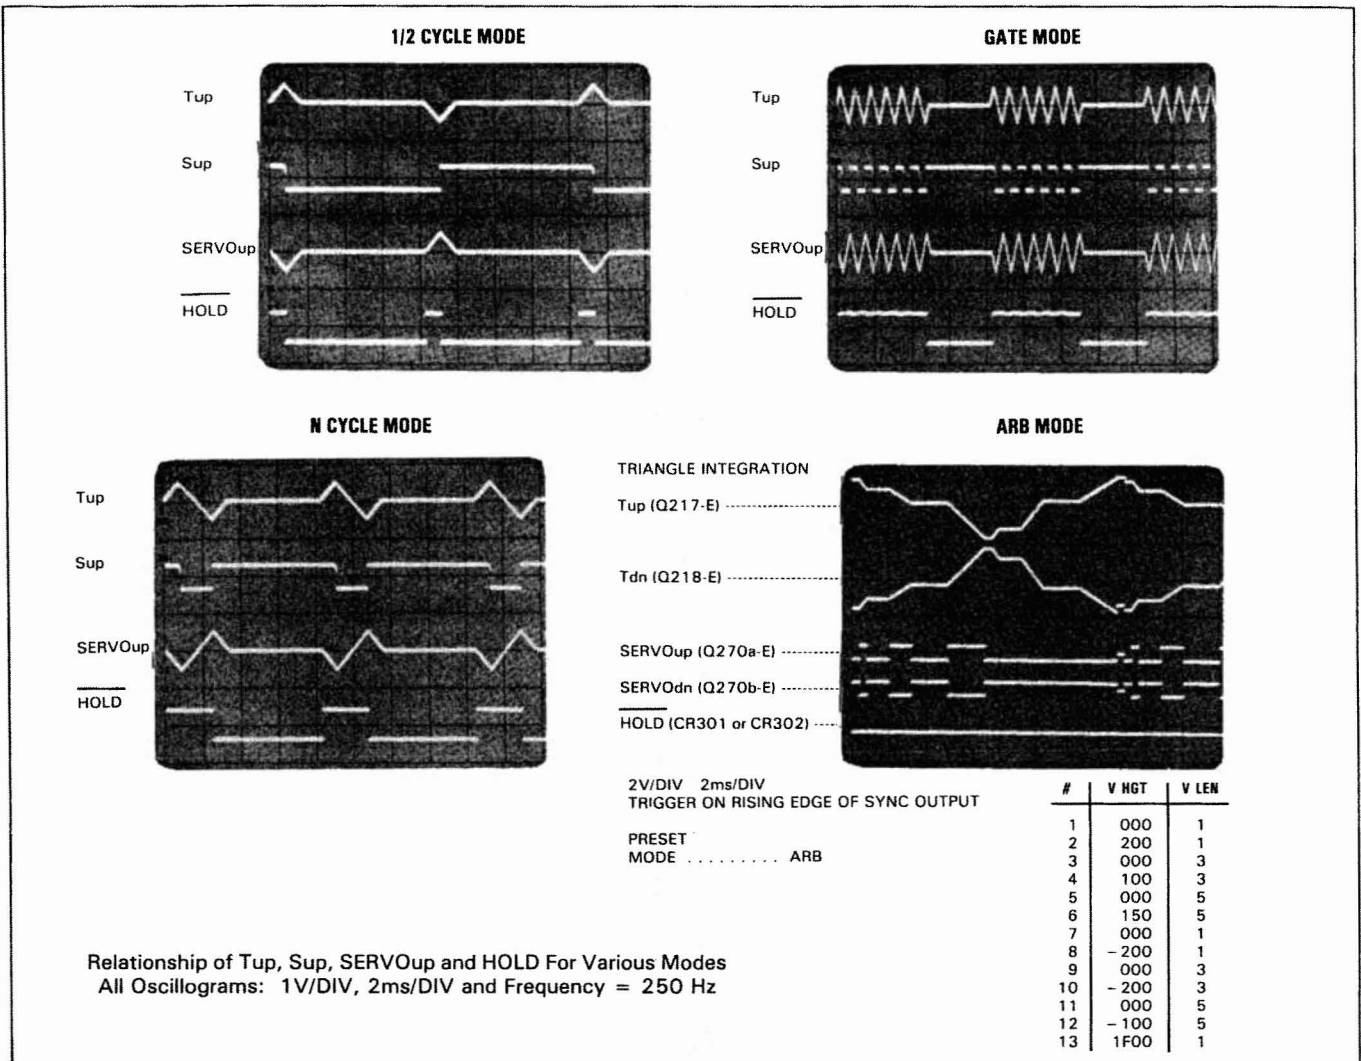 1/2 CYCLE MODE
Tup
Sup
SERVOup
HOLD
GATE MODE
Tup
Sup
SERVOup
HOLD
N CYCLE MODE
Tup
Sup
SERVOup
HOLD
ARB MODE
TRIANGLE INTEGRATION
Tup (Q217-E)
Tdn (Q218-E)
SERVOup (Q270a-E)
SERVOdn (Q270b-E)
HOLD (CR301 or CR302)
2V/DIV 2ms/DIV
TRIGGER ON RISING EDGE OF SYNC OUTPUT
PRESET
MODE . . . . . . . . . ARB
# V HGT V LEN
1 000 1
2 200 1
3 000 3
4 100 3
5 000 5
6 150 5
7 000 1
8 -200 1
9 000 3
10 -200 3
11 000 5
12 -100 5
13 1F00 1
Relationship of Tup, Sup, SERVOup and HOLD For Various Modes
All Oscillograms: 1V/DIV, 2ms/DIV and Frequency = 250 Hz